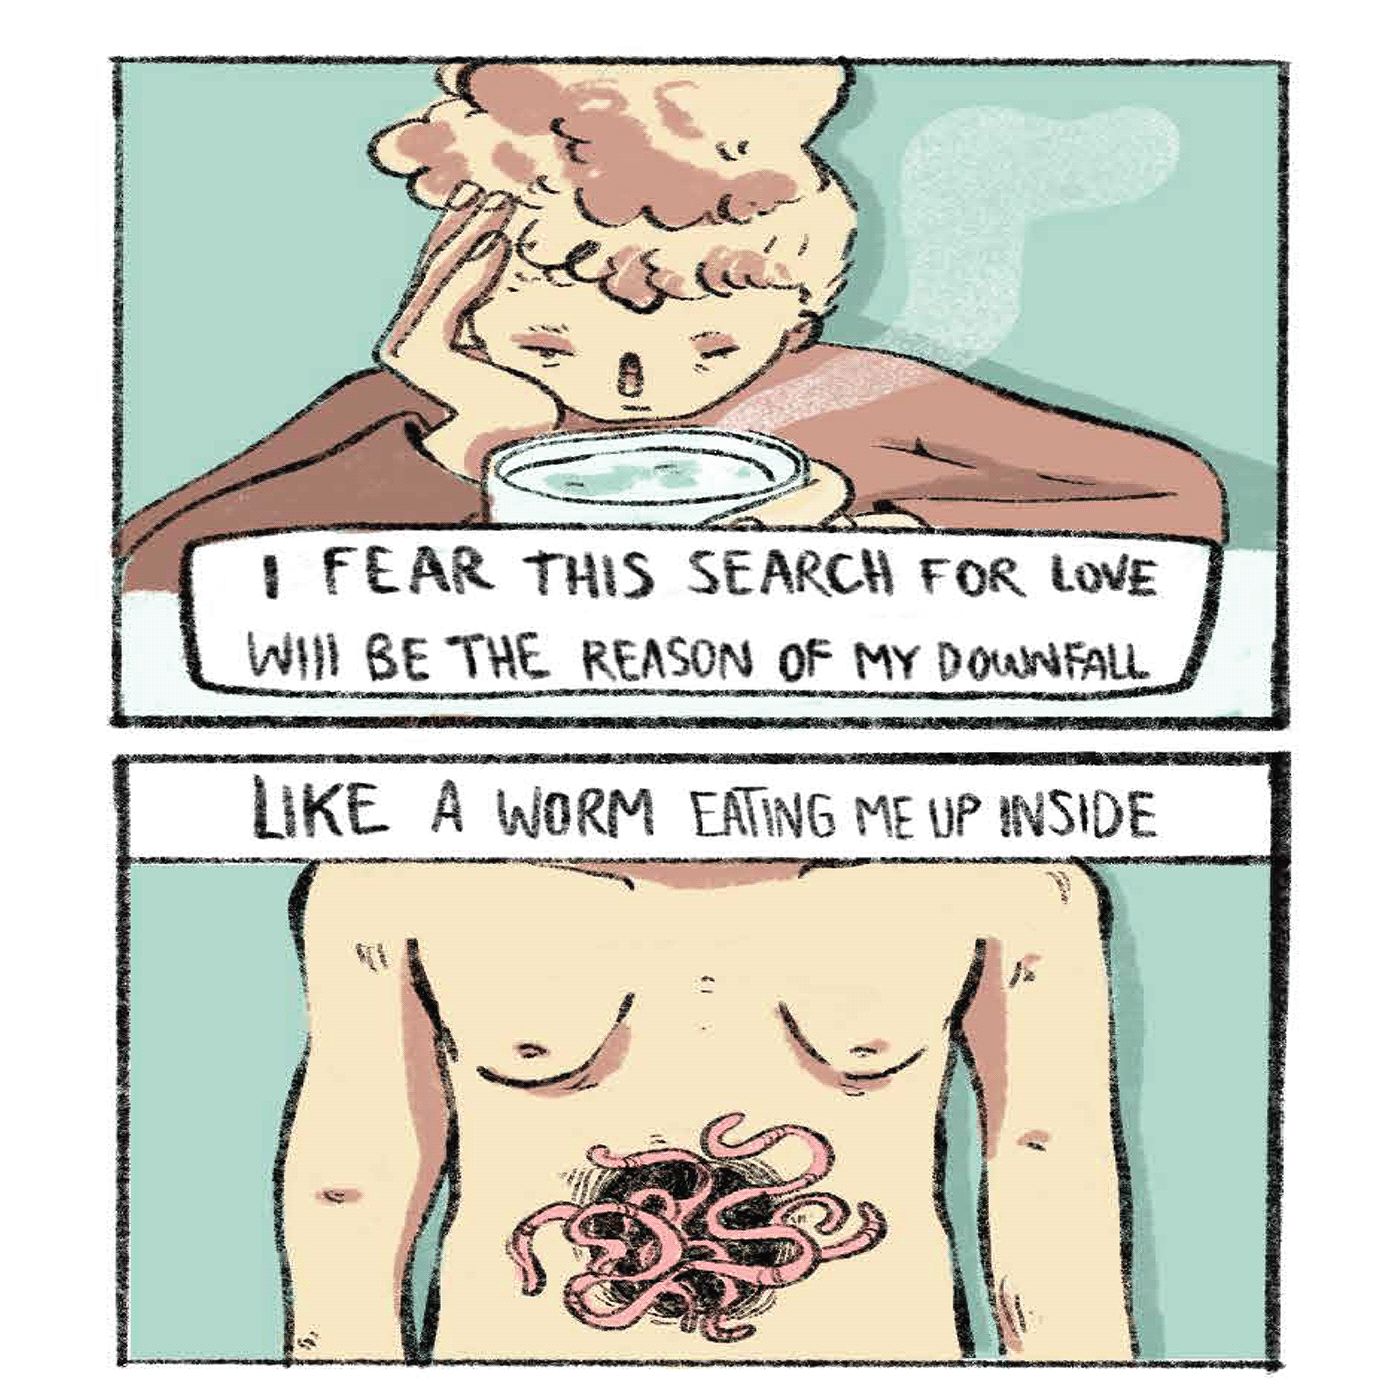 I FEAR THIS SEARCH FOR LOVE
WIll BE THE REASON OF MY DOWNFALL
LIKE A WORM EATING ME UP INSIDE